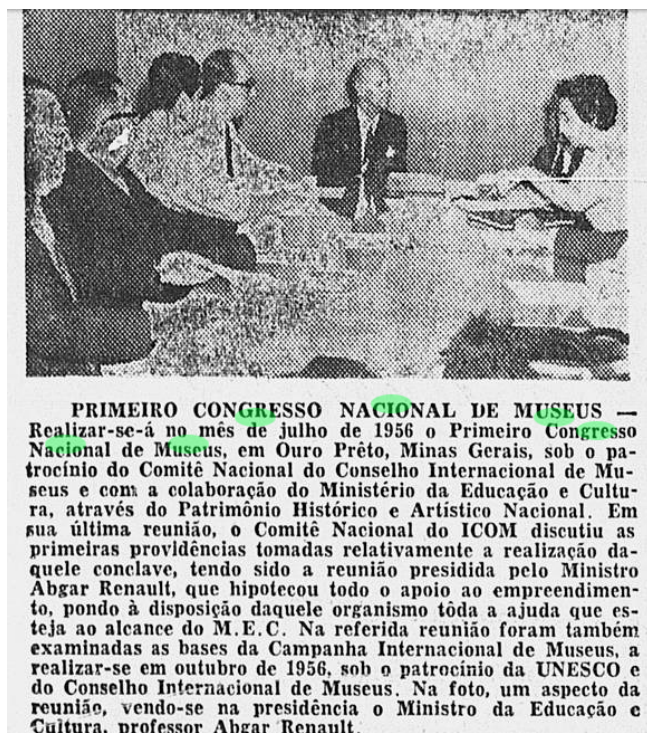 PRIMEIRO CONGRESSO NACIONAL DE MUSEUS —
Realizar-se-á no mês de julho de 1956 o Primeiro Congresso
Nacional de Museus, em Ouro Prêto, Minas Gerais, sob o pa-
trocínio do Comitê Nacional do Conselho Internacional de Mu-
seus e com a colaboração do Ministério da Educação e Cultu-
ra, através do Patrimônio Histórico e Artístico Nacional. Em
sua última reunião, o Comitê Nacional do ICOM discutiu as
primeiras providências tomadas relativamente a realização da-
quele conclave, tendo sido a reunião presidida pelo Ministro
Abgar Renault, que hipotecou todo o apoio ao empreendimen-
to, pondo à disposição daquele organismo tôda a ajuda que es-
teja ao alcance do M.E.C. Na referida reunião foram também
examinadas as bases da Campanha Internacional de Museus, a
realizar-se em outubro de 1956, sob o patrocínio da UNESCO e
do Conselho Internacional de Museus. Na foto, um aspecto da
reunião, vendo-se na presidência o Ministro da Educação e
Cultura, professor Abgar Renault.